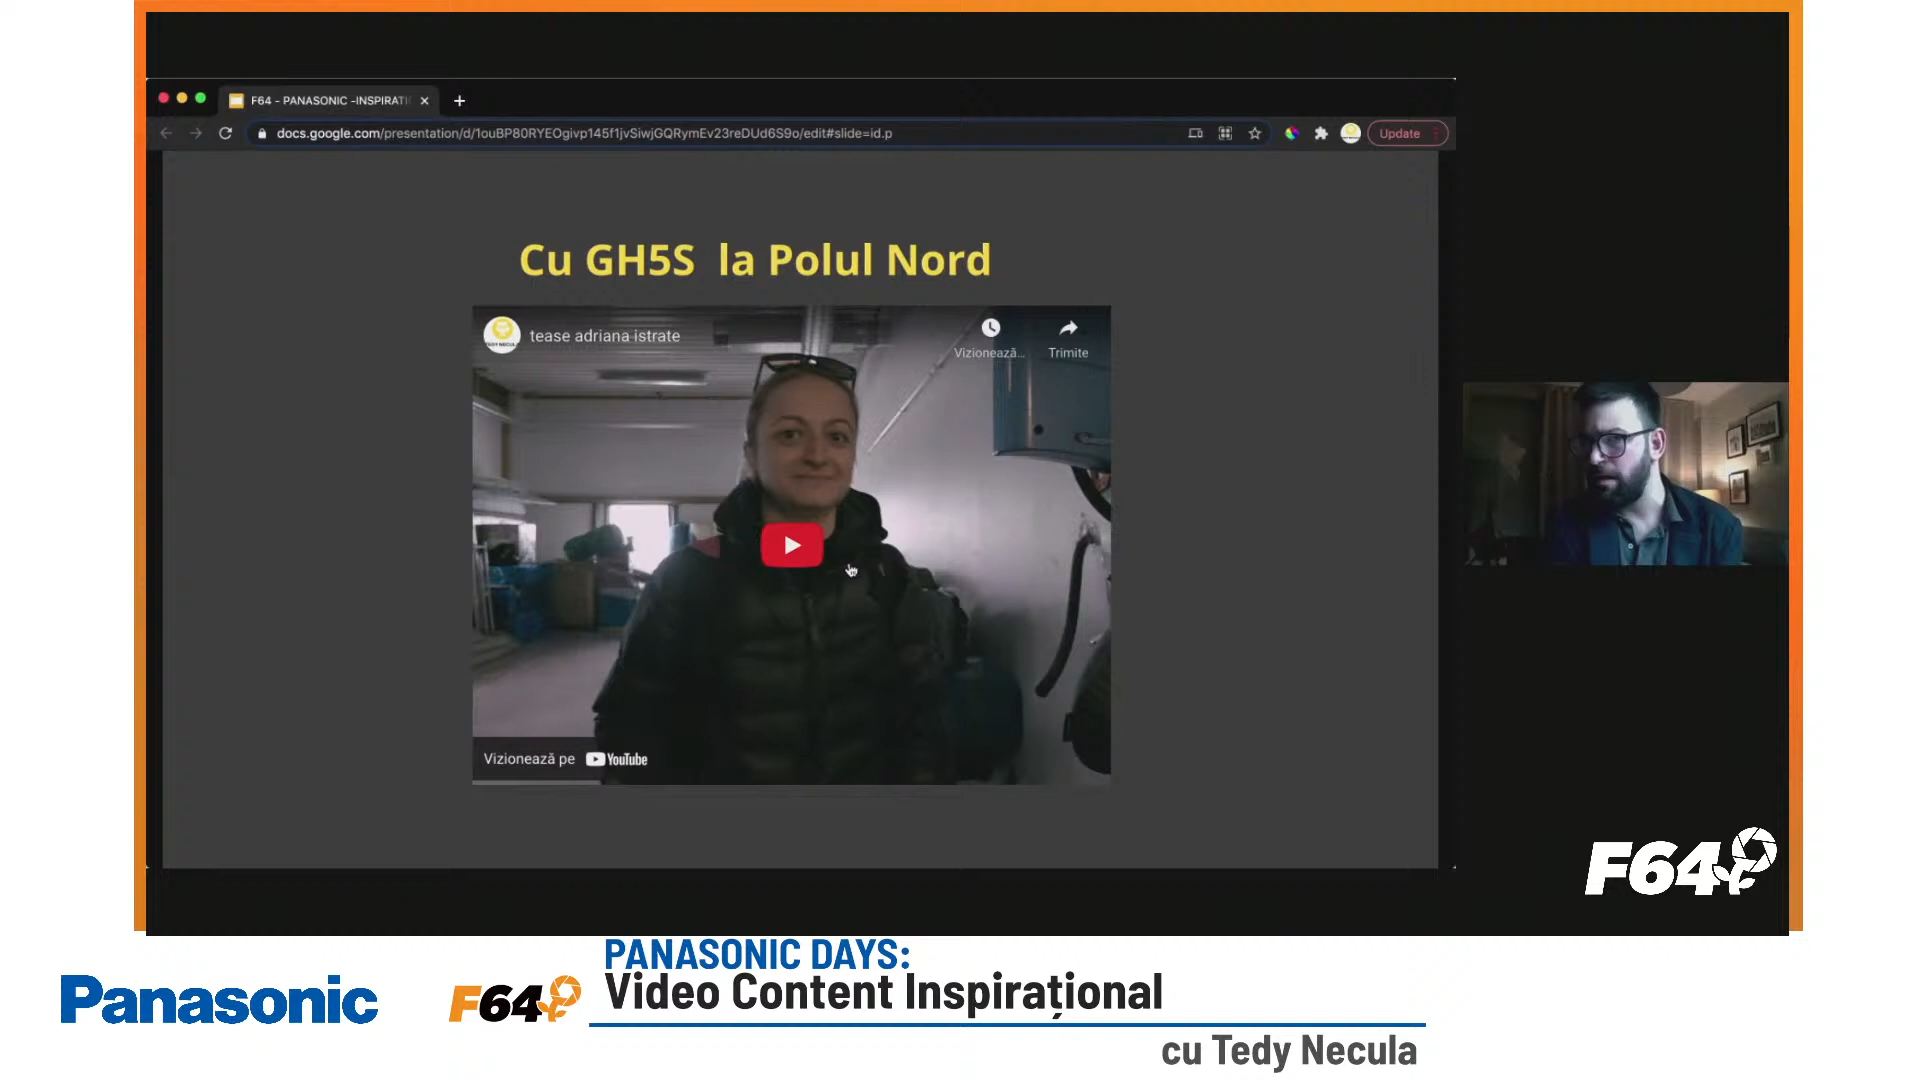 F64 - PANASONIC -INSPIRATI
docs.google.com/presentation/d/1ouBP80RYEOgivp145f1jvSiwjGQRymEv23reDUd6S9o/edit#slide=id.p
Update
Cu GH5S la Polul Nord
tease adriana istrate
Vizionează...
Trimite
Vizionează pe YouTube
F64
PANASONIC DAYS:
Panasonic
F64
Video Content Inspirațional
cu Tedy Necula